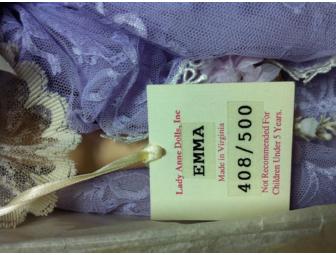 Lady Anne Dolls, Inc
EMMA
Made in Virginia
408/500
Not Recommended For
Children Under 5 Years.